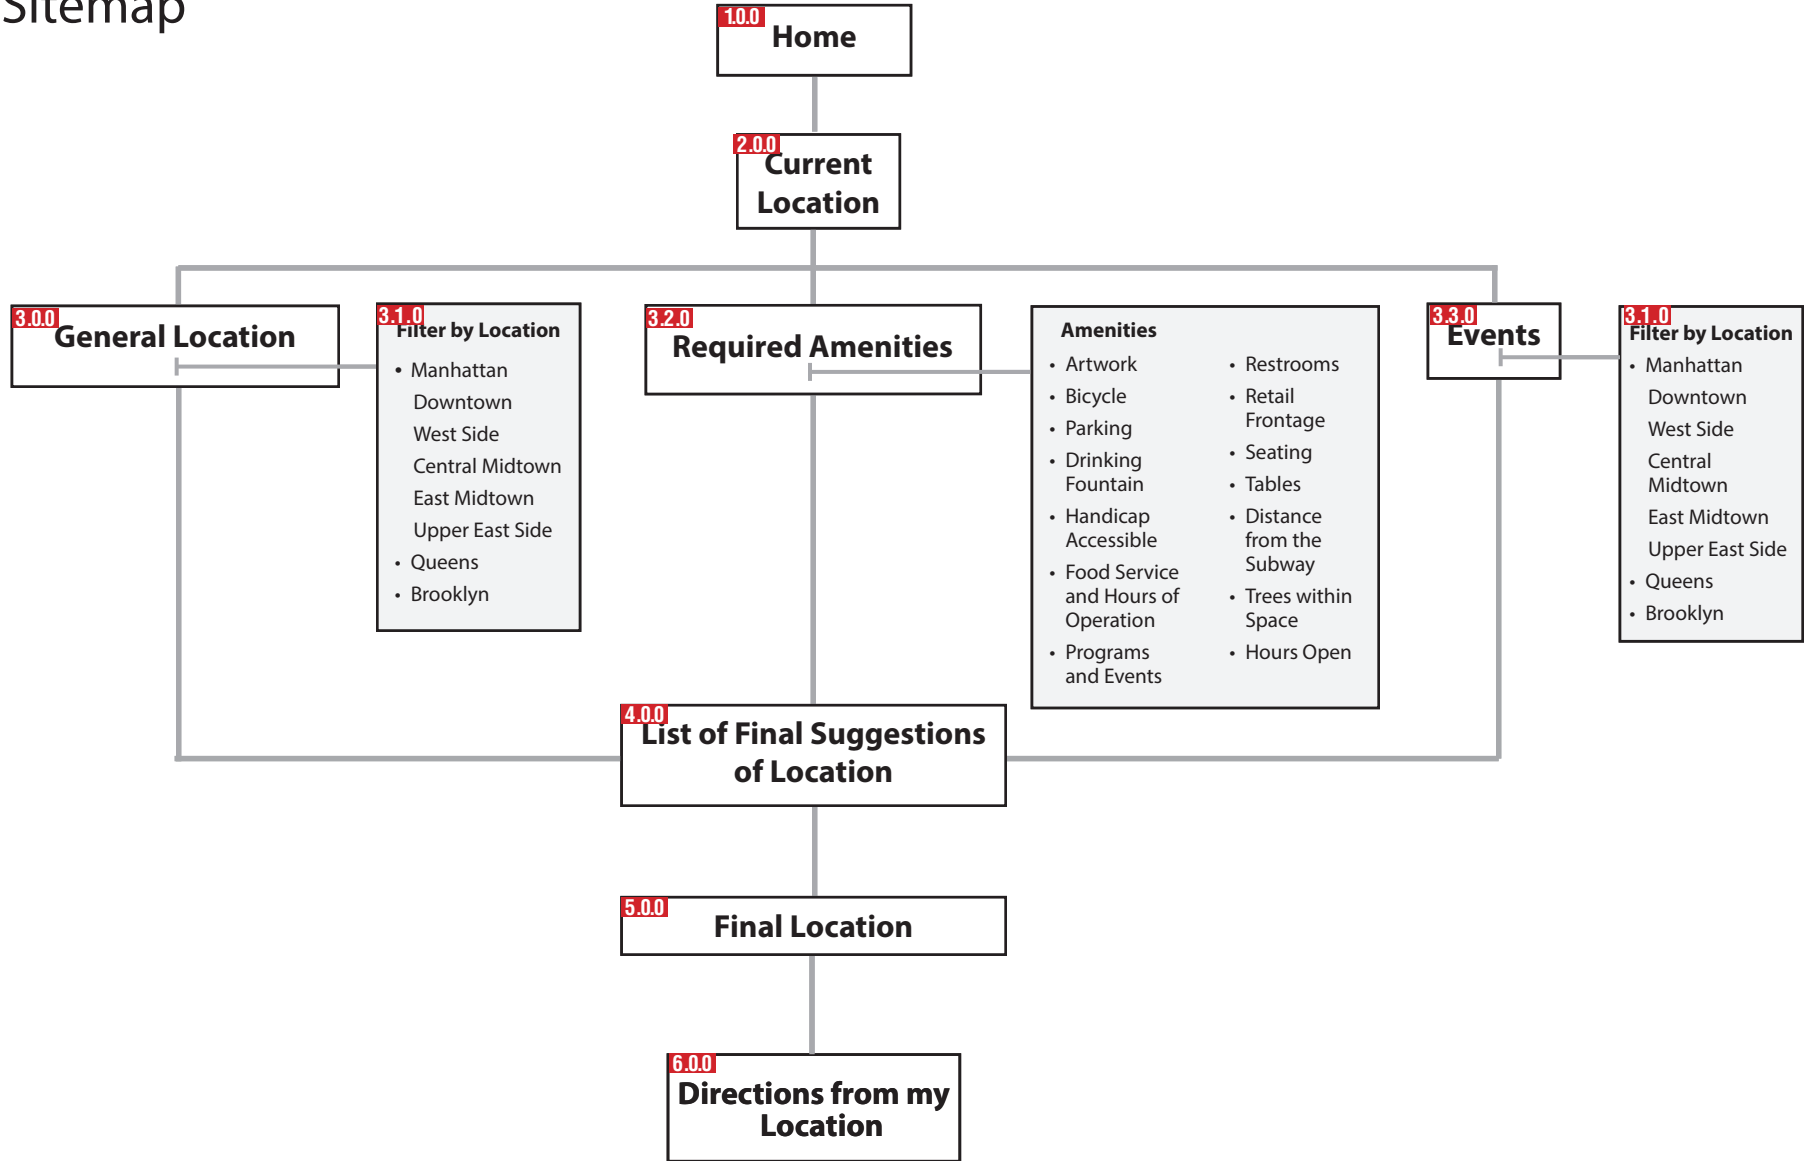 Sitemap
1.0.0
Home
2.0.0
Current
Location
3.0.0
General Location
3.1.0
Filter by Location
• Manhattan
Downtown
West Side
Central Midtown
East Midtown
Upper East Side
• Queens
• Brooklyn
3.2.0
Required Amenities
Amenities
• Artwork
• Bicycle
• Parking
• Drinking
Fountain
• Handicap
Accessible
• Food Service
and Hours of
Operation
• Programs
and Events
• Restrooms
• Retail
Frontage
• Seating
• Tables
• Distance
from the
Subway
• Trees within
Space
• Hours Open
3.3.0
Events
3.1.0
Filter by Location
• Manhattan
Downtown
West Side
Central
Midtown
East Midtown
Upper East Side
• Queens
• Brooklyn
4.0.0
List of Final Suggestions
of Location
5.0.0
Final Location
6.0.0
Directions from my
Location